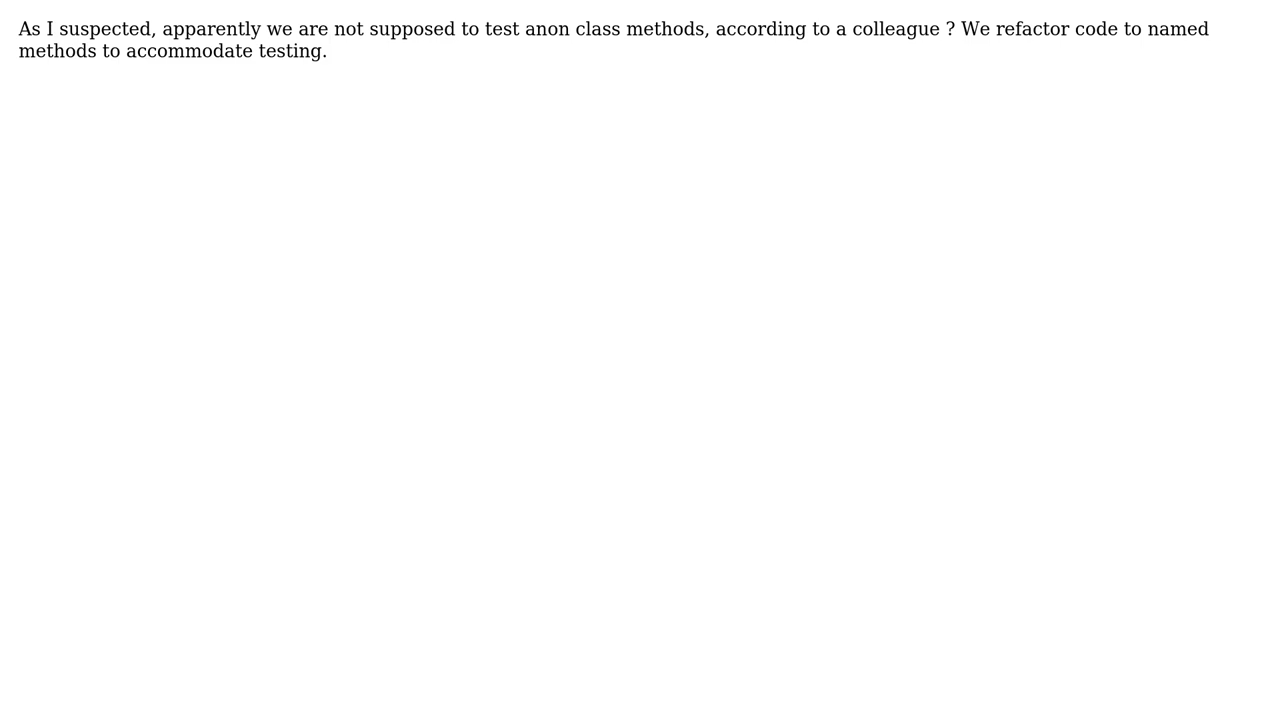 As I suspected, apparently we are not supposed to test anon class methods, according to a colleague ? We refactor code to named
methods to accommodate testing.